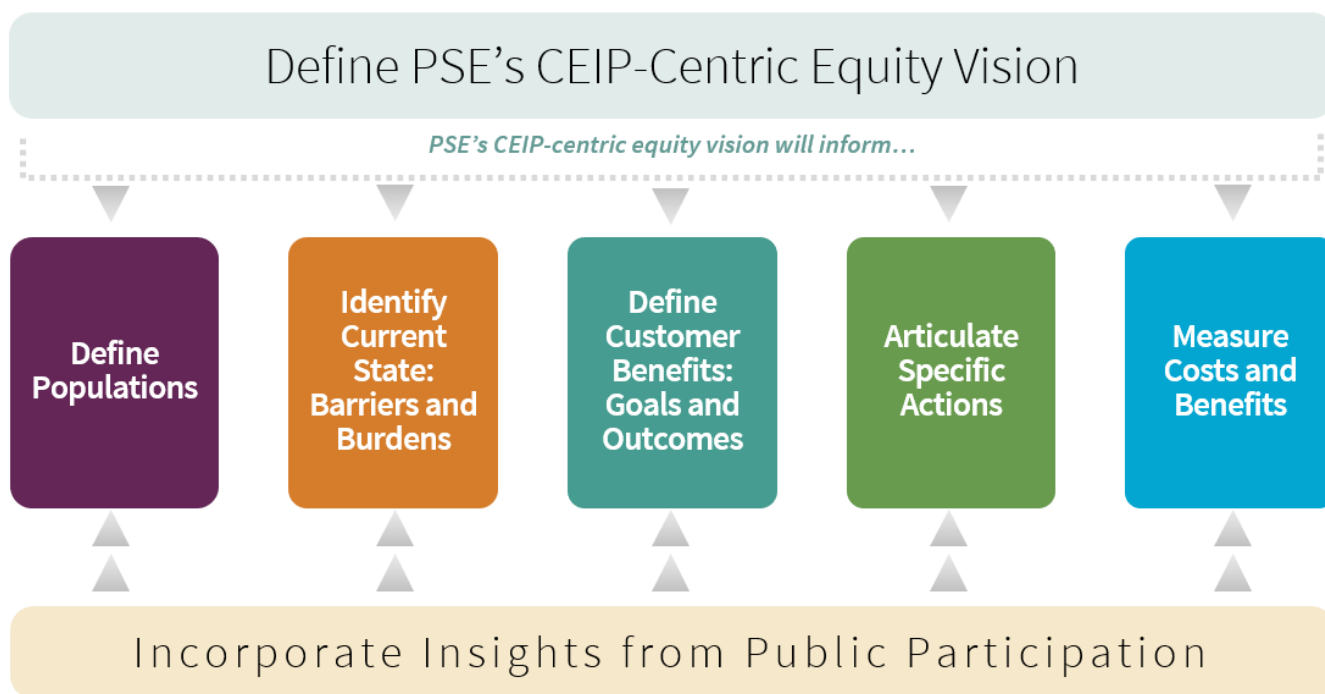 Define PSE’s CEIP-Centric Equity Vision
PSE’s CEIP-centric equity vision will inform…
Define
Populations
Identify
Current
State:
Barriers and
Burdens
Define
Customer
Benefits:
Goals and
Outcomes
Articulate
Specific
Actions
Measure
Costs and
Benefits
Incorporate Insights from Public Participation